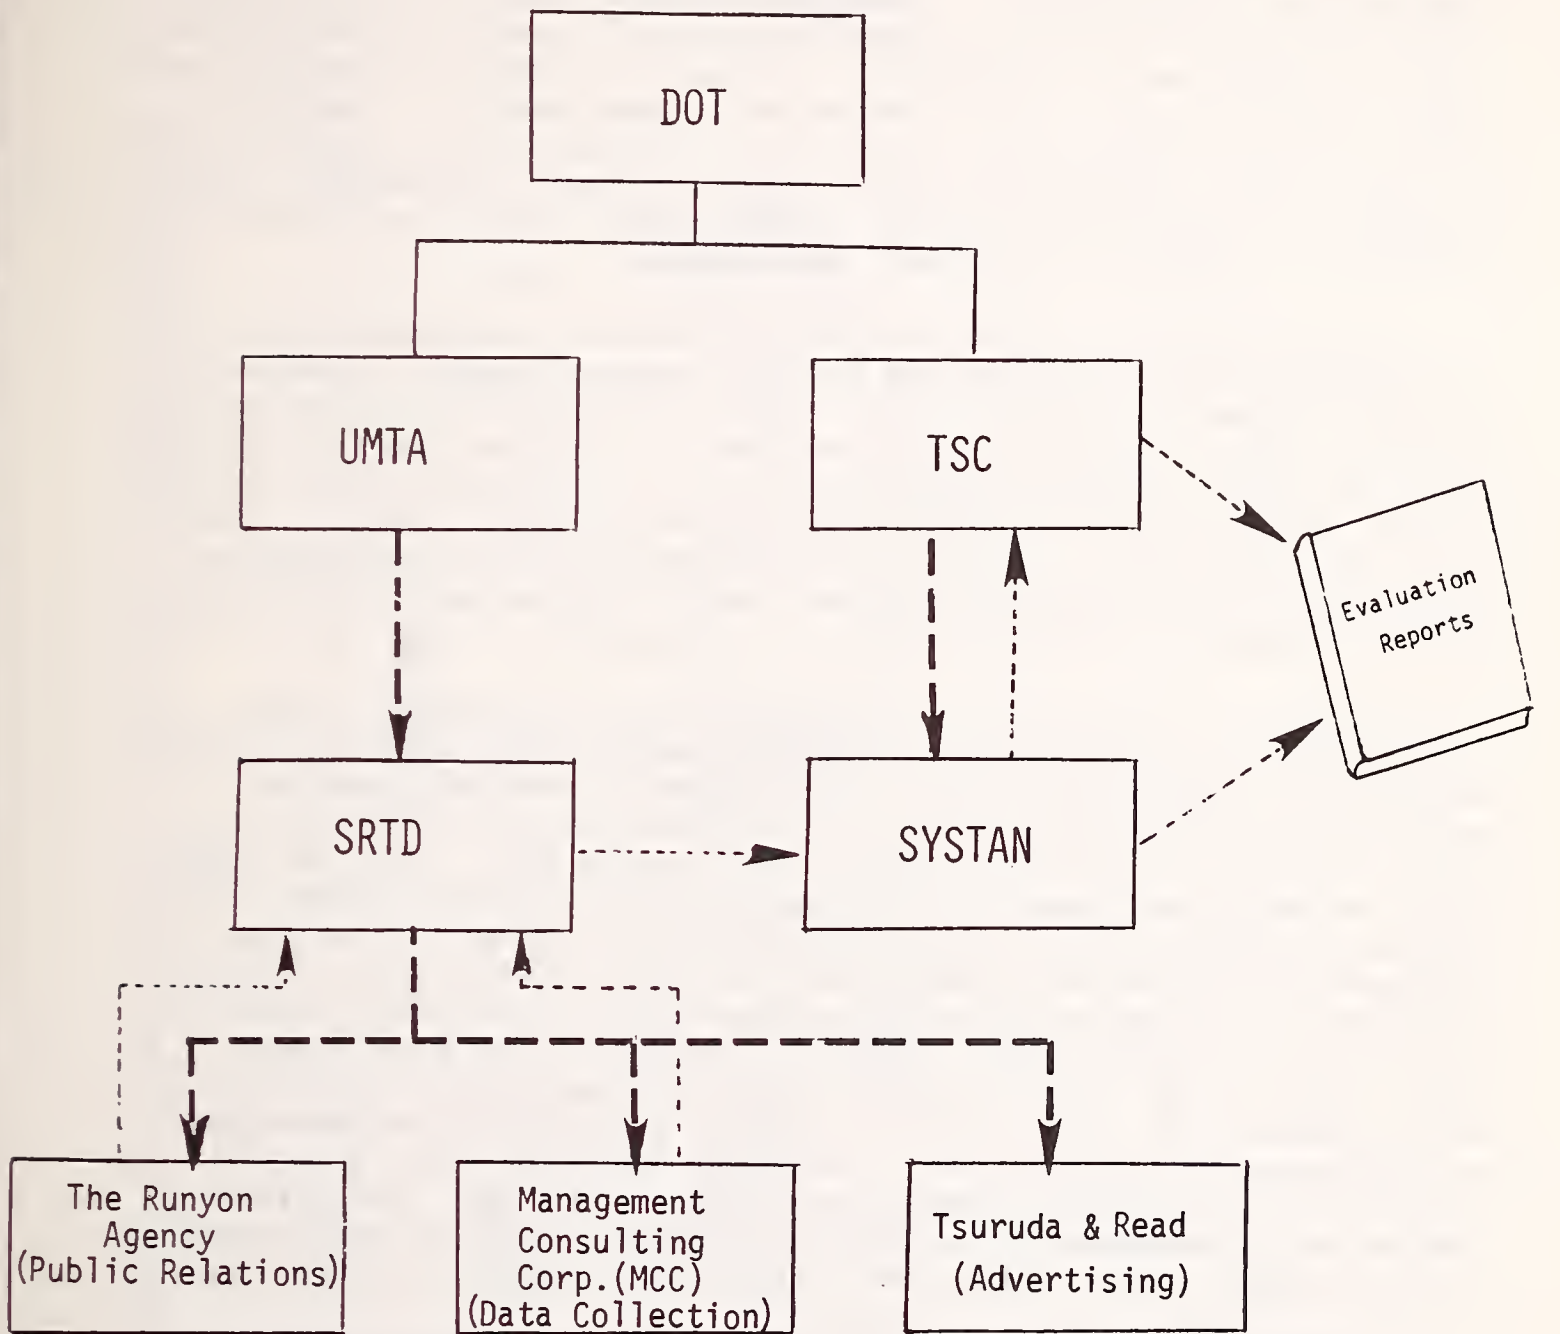 DOT
UMTA
TSC
Evaluation
Reports
SRTD
SYSTAN
The Runyon
Agency
(Public Relations)
Management
Consulting
Corp.(MCC)
(Data Collection)
Tsuruda & Read
(Advertising)